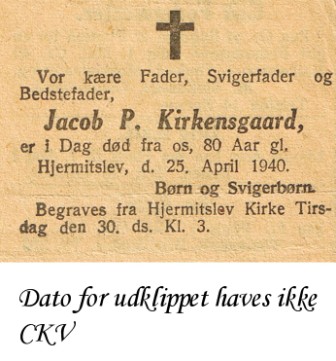 Vor kære Fader, Svigerfader og
Bedstefader,
Jacob P. Kirkensgaard,
er i Dag død fra os, 80 Aar gl.
Hjermitslev, d. 25. April 1940.
Børn og Svigerbørn.
Begraves fra Hjermitslev Kirke Tirs-
dag den 30. ds. Kl. 3.
Dato for udklippet haves ikke
CKV